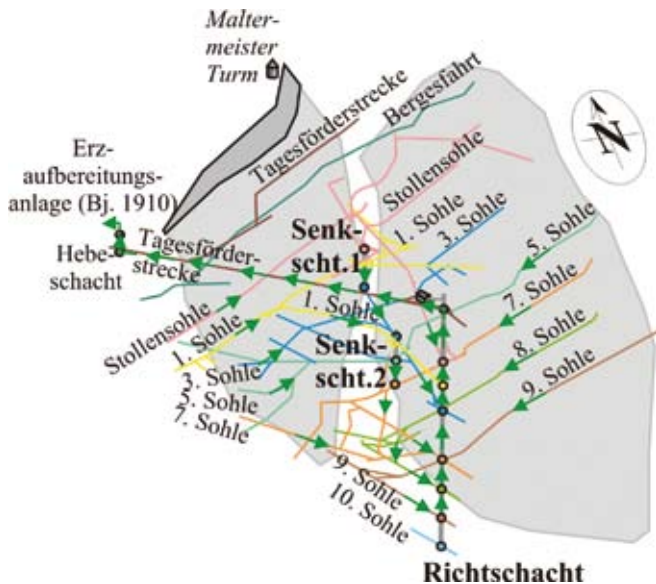 Malter-
meister
Turm
Tagesförderstrecke
Bergesfahrt
N
Erz-
aufbereitungs-
anlage (Bj. 1910)
Stollensohle
Senk-
scht.1
1. Sohle
3. Sohle
5. Sohle
Hebe-
schacht
Tagesförder-
strecke
7. Sohle
1. Sohle
8. Sohle
Stollensohle
1. Sohle
Senk-
scht.2
9. Sohle
3. Sohle
5. Sohle
7. Sohle
9. Sohle
10. Sohle
Richtschacht